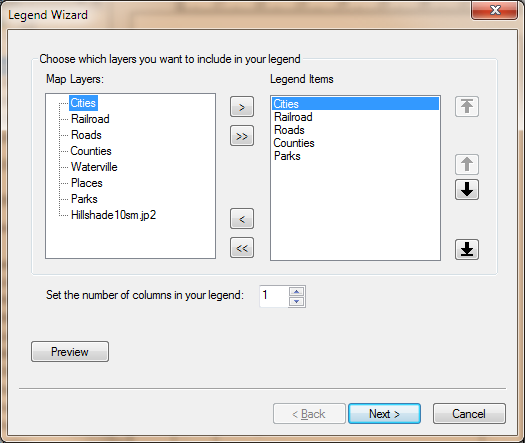 Legend Wizard
Choose which layers you want to include in your legend
Map Layers:
Legend Items
Cities
Railroad
Roads
Counties
Waterville
Places
Parks
Hillshade10sm.jp2
>
>>
<
<<
Cities
Railroad
Roads
Counties
Parks
Set the number of columns in your legend: 1
Preview
< Back
Next >
Cancel